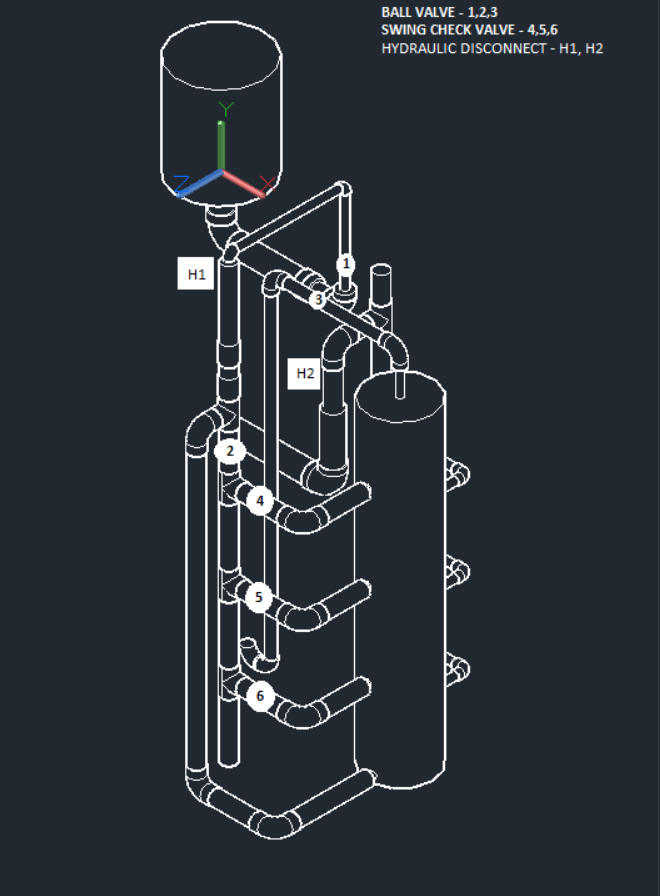 BALL VALVE - 1,2,3
SWING CHECK VALVE - 4,5,6
HYDRAULIC DISCONNECT - H1, H2
Y
Z
X
H1
1
3
H2
2
4
5
6